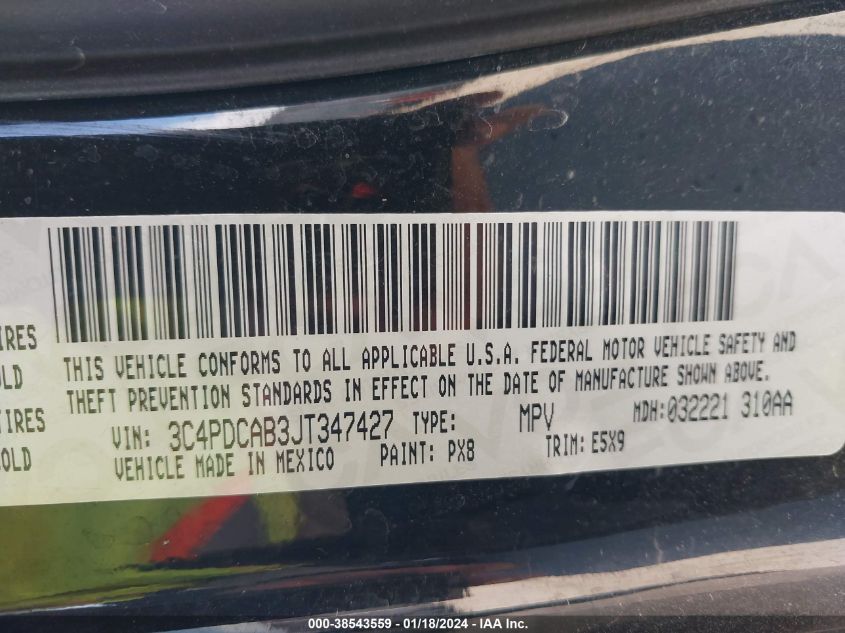 THIS VEHICLE CONFORMS TO ALL APPLICABLE U.S.A. FEDERAL MOTOR VEHICLE SAFETY AND
THEFT PREVENTION STANDARDS IN EFFECT ON THE DATE OF MANUFACTURE SHOWN ABOVE.
VIN: 3C4PDCAB3JT347427 TYPE: MPV MDH:032221 310AA
VEHICLE MADE IN MEXICO PAINT: PX8 TRIM: E5X9
IRES
OLD
TIRES
COLD
000-38543559 — 01/18/2024 — IAA Inc.